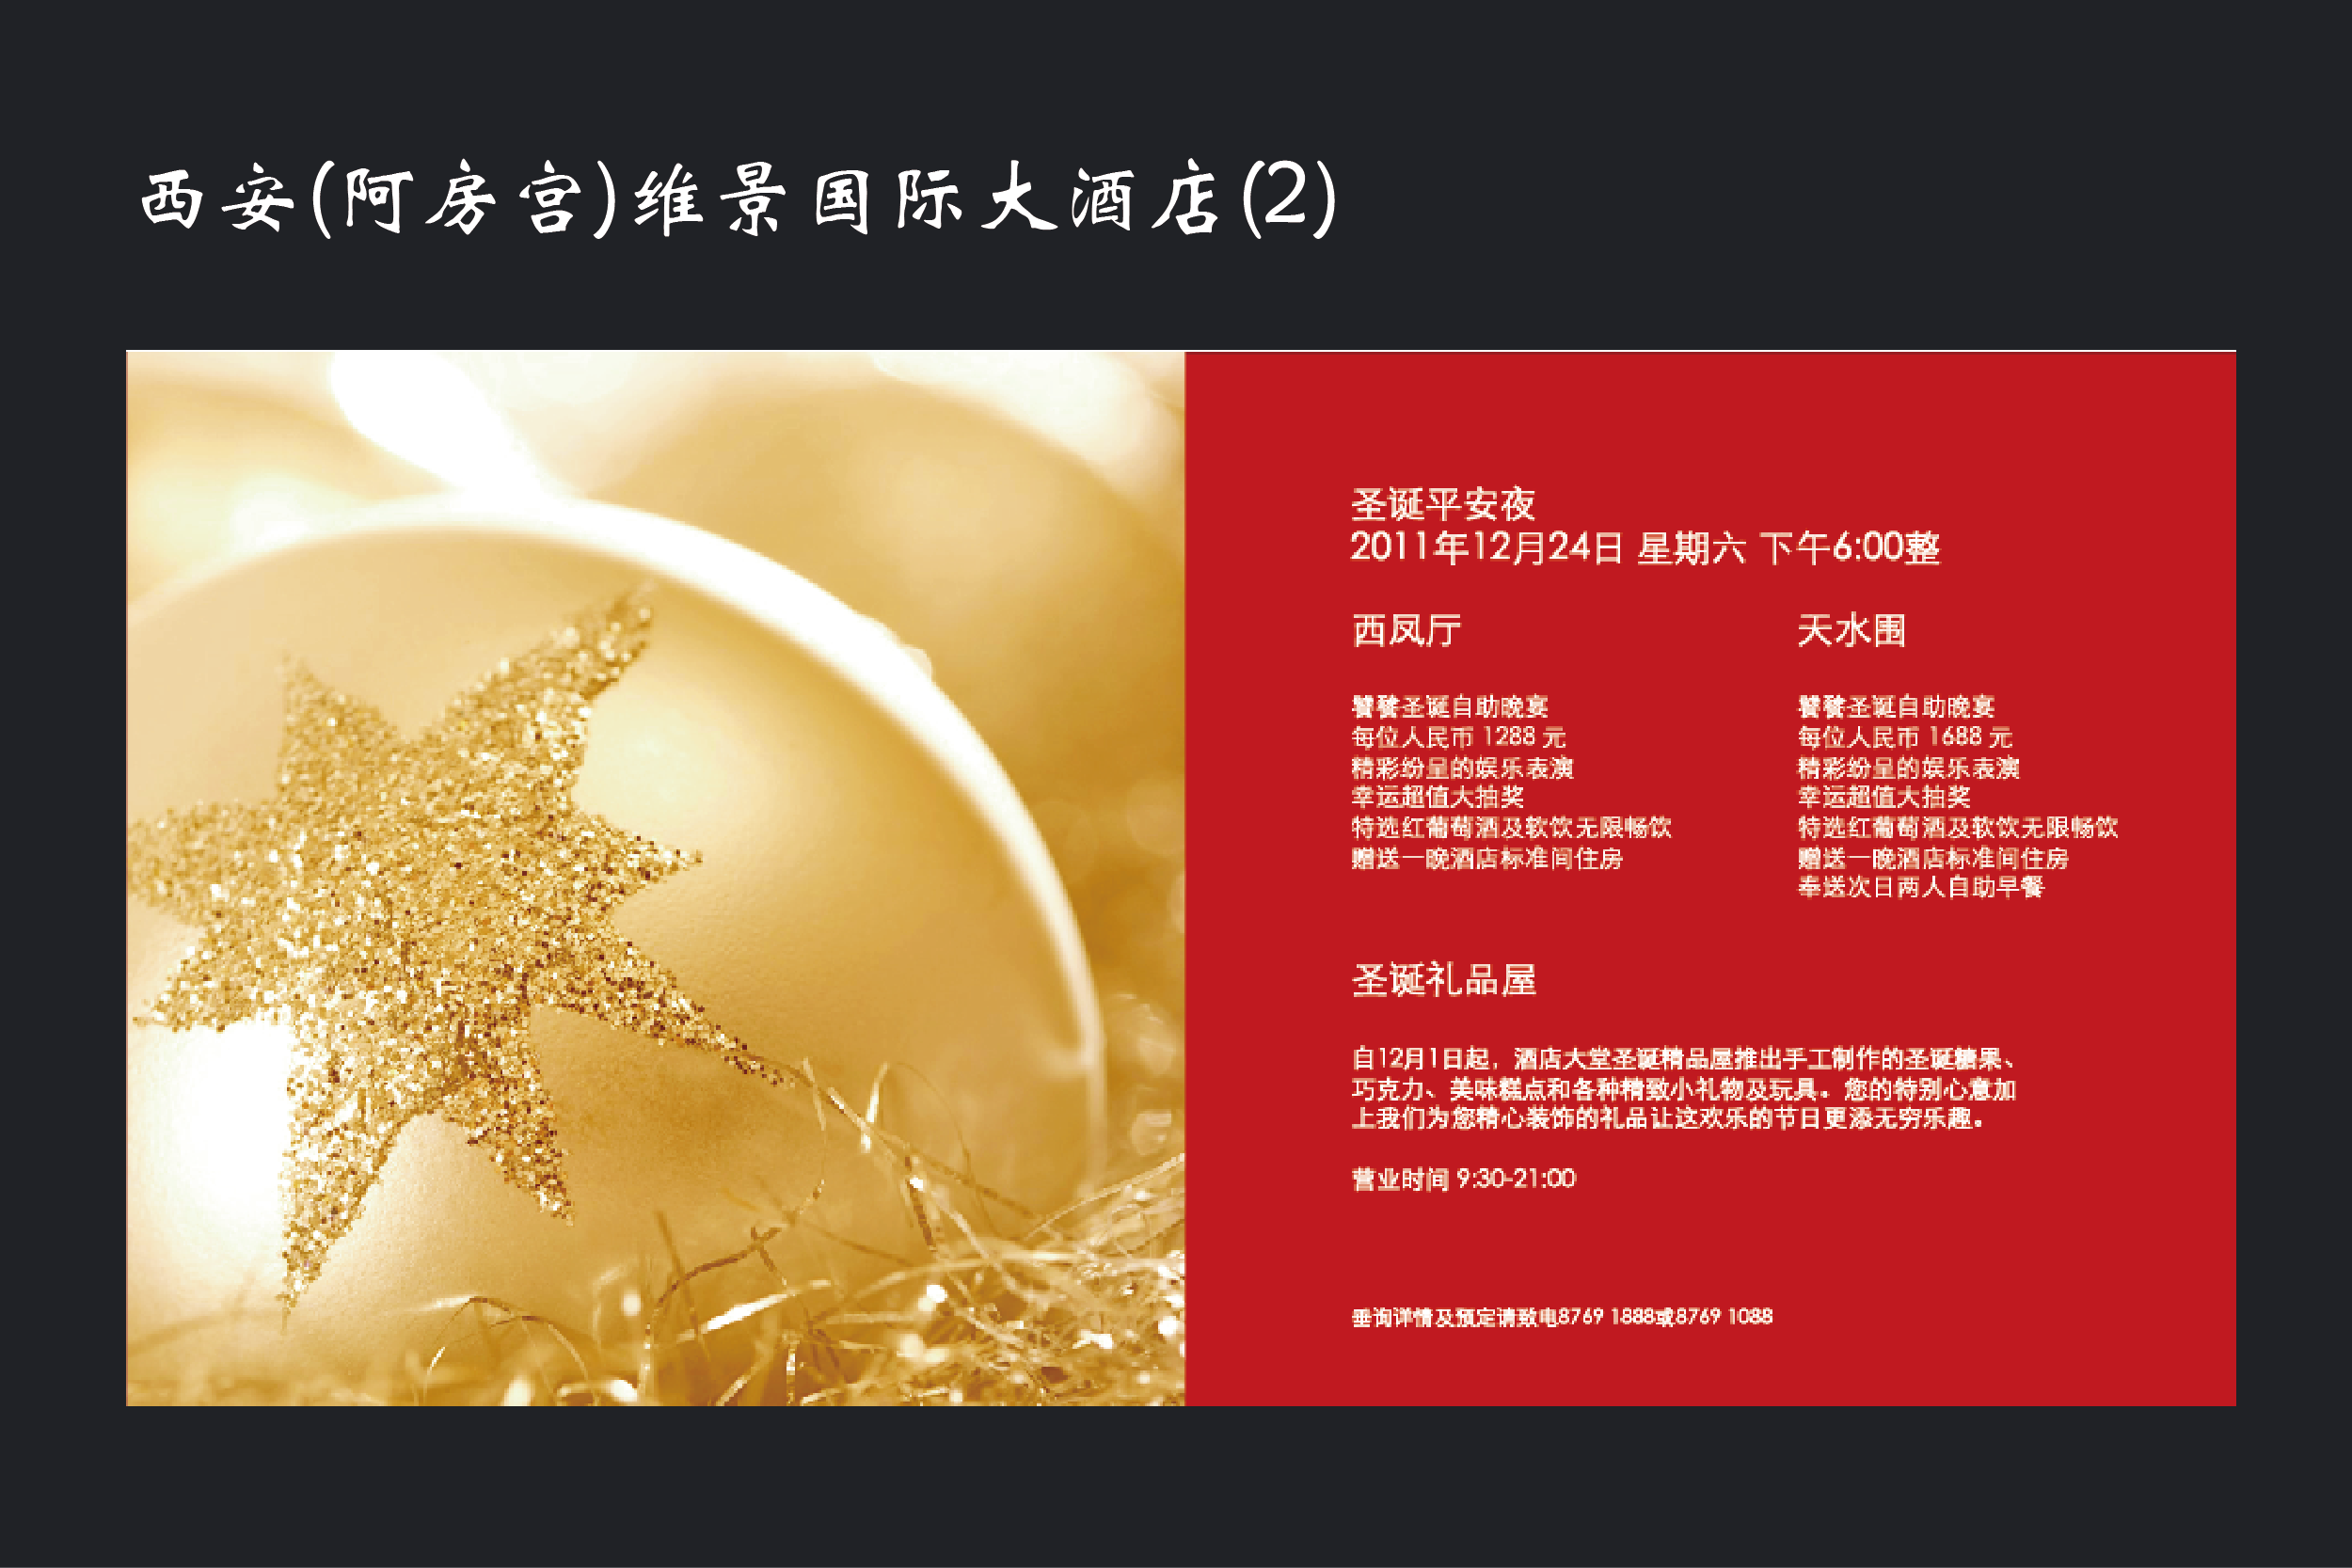 西安(阿房宫)维景国际大酒店(2)
圣诞平安夜
2011年12月24日 星期六 下午6:00整
西凤厅
饕餮圣诞自助晚宴
每位人民币 1288 元
精彩纷呈的娱乐表演
幸运超值大抽奖
特选红葡萄酒及软饮无限畅饮
赠送一晚酒店标准间住房
天水围
饕餮圣诞自助晚宴
每位人民币 1688 元
精彩纷呈的娱乐表演
幸运超值大抽奖
特选红葡萄酒及软饮无限畅饮
赠送一晚酒店标准间住房
奉送次日两人自助早餐
圣诞礼品屋
自12月1日起，酒店大堂圣诞精品屋推出手工制作的圣诞糖果、
巧克力、美味糕点和各种精致小礼物及玩具。您的特别心意加
上我们为您精心装饰的礼品让这欢乐的节日更添无穷乐趣。
营业时间 9:30-21:00
垂询详情及预定请致电8769 1888或8769 1088